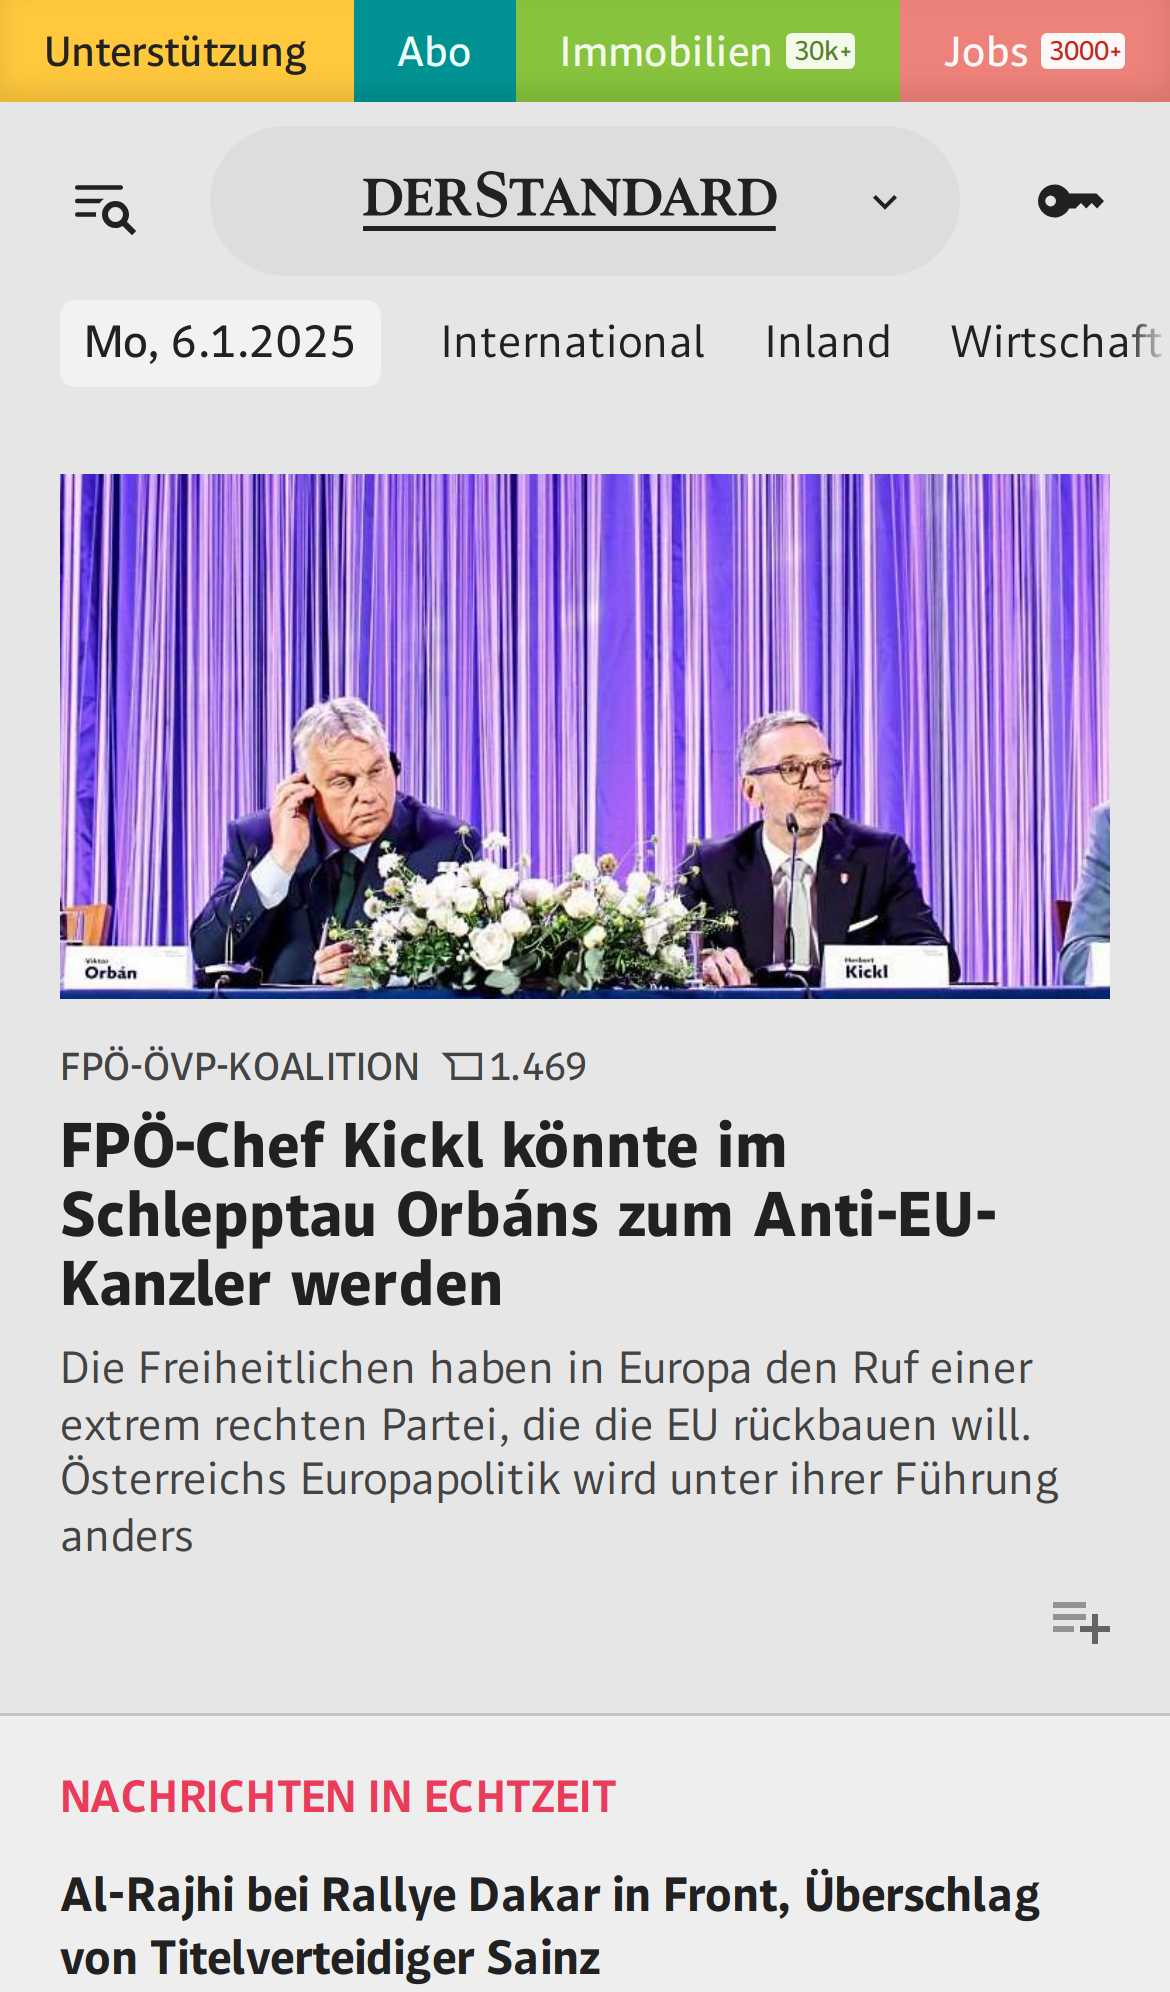 Unterstützung
Abo
Immobilien 30k+
Jobs 3000+
DERSTANDARD
Mo, 6.1.2025
International
Inland
Wirtschaft
Viktor
Orbán
Herbert
Kickl
FPÖ-ÖVP-KOALITION 1.469
FPÖ-Chef Kickl könnte im
Schlepptau Orbáns zum Anti-EU-
Kanzler werden
Die Freiheitlichen haben in Europa den Ruf einer
extrem rechten Partei, die die EU rückbauen will.
Österreichs Europapolitik wird unter ihrer Führung
anders
NACHRICHTEN IN ECHTZEIT
Al-Rajhi bei Rallye Dakar in Front, Überschlag
von Titelverteidiger Sainz